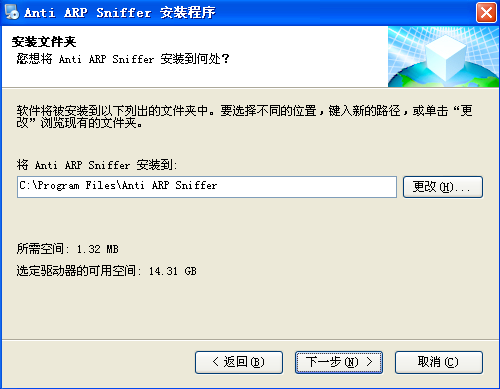 Anti ARP Sniffer 安装程序
安装文件夹
您想将 Anti ARP Sniffer 安装到何处?
软件将被安装到以下列出的文件夹中。要选择不同的位置，键入新的路径，或单击“更
改”浏览现有的文件夹。
将 Anti ARP Sniffer 安装到:
C:\Program Files\Anti ARP Sniffer
更改(H)...
所需空间: 1.32 MB
选定驱动器的可用空间: 14.31 GB
< 返回(B)
下一步(N) >
取消(C)